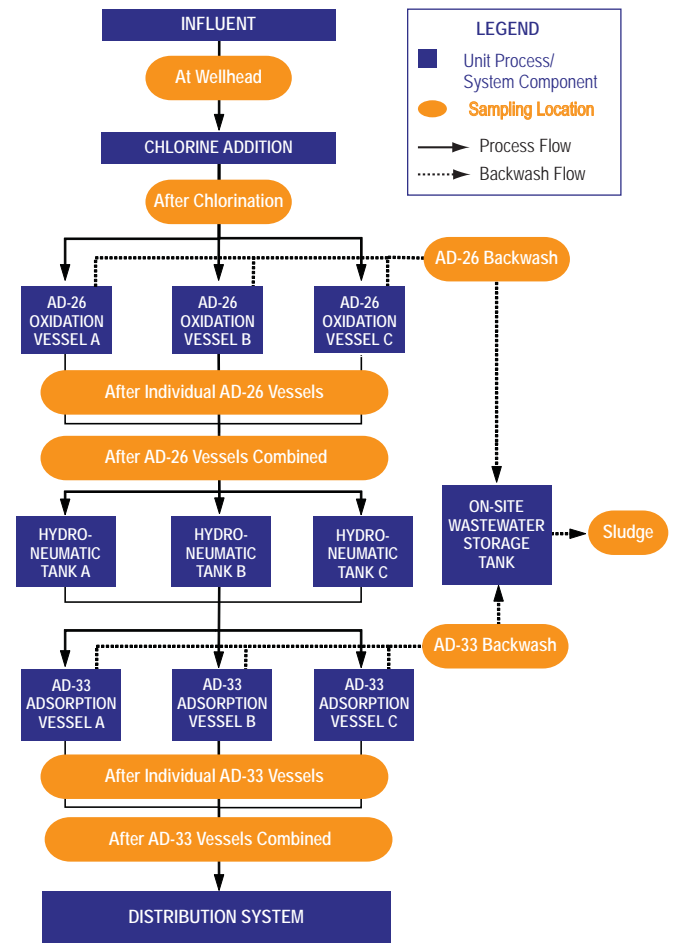 INFLUENT
At Wellhead
CHLORINE ADDITION
After Chlorination
LEGEND
Unit Process/
System Component
Sampling Location
Process Flow
Backwash Flow
AD-26 Backwash
AD-26
OXIDATION
VESSEL A
AD-26
OXIDATION
VESSEL B
AD-26
OXIDATION
VESSEL C
After Individual AD-26 Vessels
After AD-26 Vessels Combined
HYDRO-
NEUMATIC
TANK A
HYDRO-
NEUMATIC
TANK B
HYDRO-
NEUMATIC
TANK C
ON-SITE
WASTEWATER
STORAGE
TANK
Sludge
AD-33 Backwash
AD-33
ADSORPTION
VESSEL A
AD-33
ADSORPTION
VESSEL B
AD-33
ADSORPTION
VESSEL C
After Individual AD-33 Vessels
After AD-33 Vessels Combined
DISTRIBUTION SYSTEM